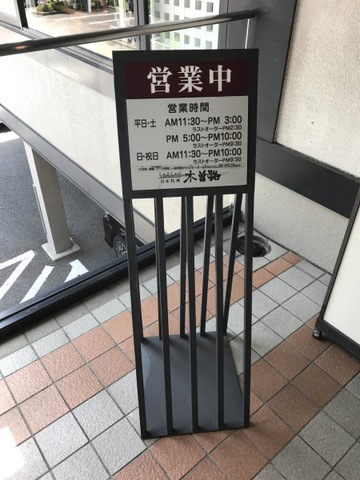 営業中
営業時間
平日・土 AM11:30～PM 3:00
ラストオーダーPM2:30
PM 5:00～PM10:00
ラストオーダーPM9:30
日・祝日 AM11:30～PM10:00
ラストオーダーPM9:30
日本料理